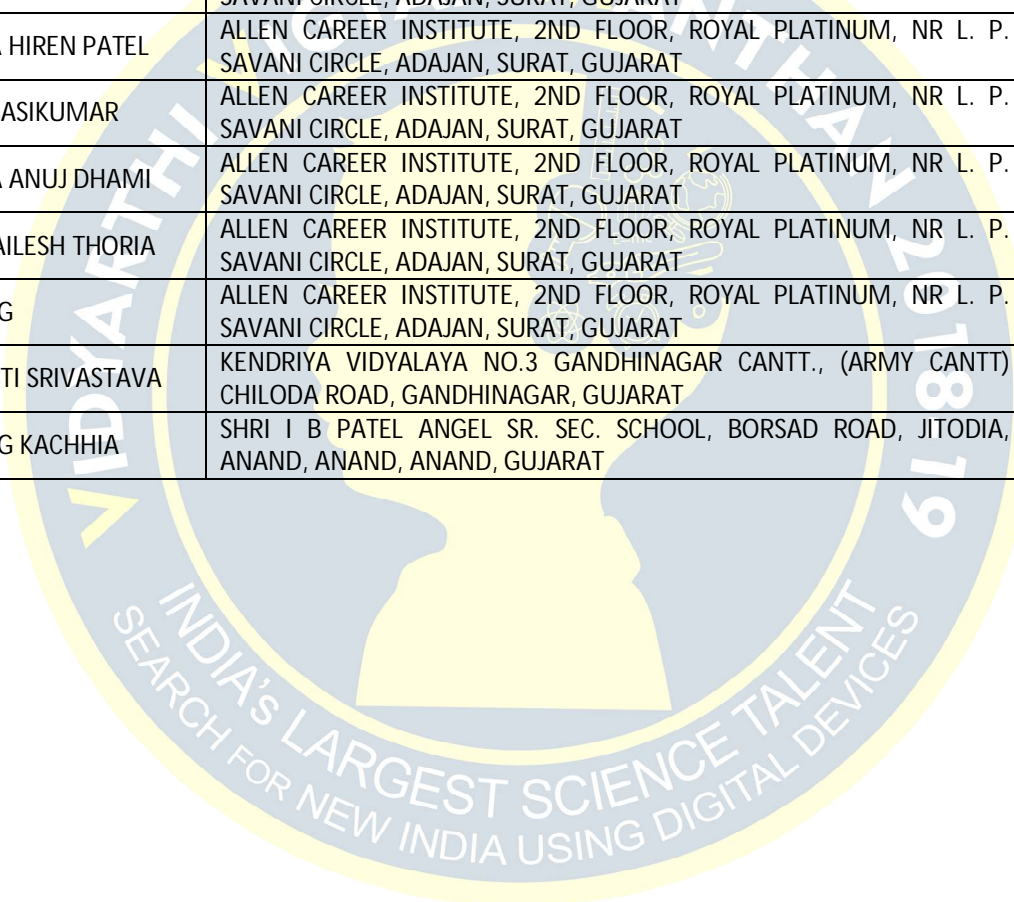 SAVANI CIRCLE, ADAJAN, SURAT, GUJARAT
A HIREN PATEL
ALLEN CAREER INSTITUTE, 2ND FLOOR, ROYAL PLATINUM, NR L. P.
SAVANI CIRCLE, ADAJAN, SURAT, GUJARAT
ASIKUMAR
ALLEN CAREER INSTITUTE, 2ND FLOOR, ROYAL PLATINUM, NR L. P.
SAVANI CIRCLE, ADAJAN, SURAT, GUJARAT
A ANUJ DHAMI
ALLEN CAREER INSTITUTE, 2ND FLOOR, ROYAL PLATINUM, NR L. P.
SAVANI CIRCLE, ADAJAN, SURAT, GUJARAT
AILESH THORIA
ALLEN CAREER INSTITUTE, 2ND FLOOR, ROYAL PLATINUM, NR L. P.
SAVANI CIRCLE, ADAJAN, SURAT, GUJARAT
G
ALLEN CAREER INSTITUTE, 2ND FLOOR, ROYAL PLATINUM, NR L. P.
SAVANI CIRCLE, ADAJAN, SURAT, GUJARAT
TI SRIVASTAVA
KENDRIYA VIDYALAYA NO.3 GANDHINAGAR CANTT., (ARMY CANTT)
CHILODA ROAD, GANDHINAGAR, GUJARAT
G KACHHIA
SHRI I B PATEL ANGEL SR. SEC. SCHOOL, BORSAD ROAD, JITODIA,
ANAND, ANAND, ANAND, GUJARAT
VIDYARTHI VIGYAN MANTHAN 2018-19
INDIA's LARGEST SCIENCE TALENT
SEARCH FOR NEW INDIA USING DIGITAL DEVICES